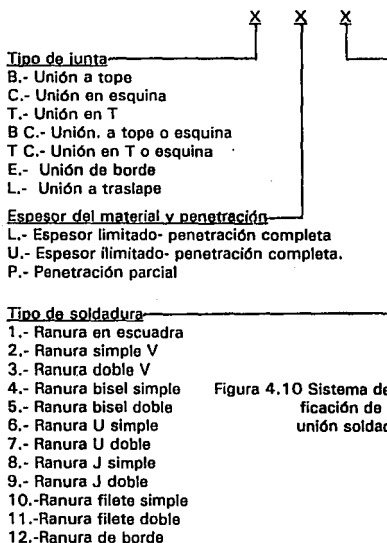 X X X
Tipo de junta
B.- Unión a tope
C.- Unión en esquina
T.- Unión en T
B C.- Unión. a tope o esquina
T C.- Unión en T o esquina
E.- Unión de borde
L.- Unión a traslape
Espesor del material y penetración
L.- Espesor limitado- penetración completa
U.- Espesor ilimitado- penetración completa.
P.- Penetración parcial
Tipo de soldadura
1.- Ranura en escuadra
2.- Ranura simple V
3.- Ranura doble V
4.- Ranura bisel simple
5.- Ranura bisel doble
6.- Ranura U simple
7.- Ranura U doble
8.- Ranura J simple
9.- Ranura J doble
10.-Ranura filete simple
11.-Ranura filete doble
12.-Ranura de borde
Figura 4.10 Sistema de
ficación de
unión solda